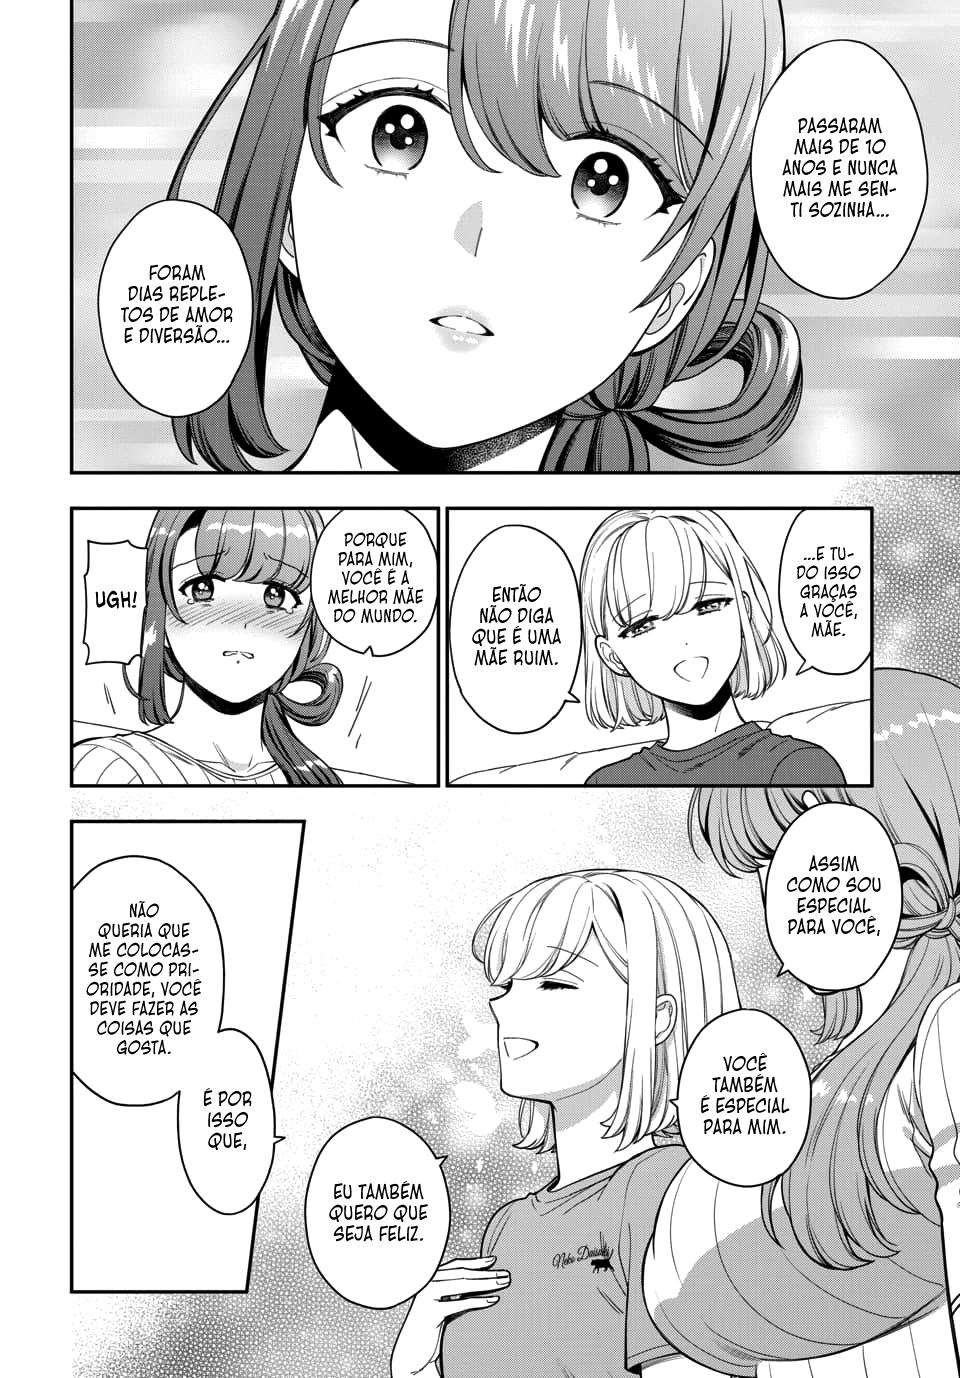 PASSARAM
MAIS DE 10
ANOS E NUNCA
MAIS ME SEN-
TI SOZINHA...
FORAM
DIAS REPLE-
TOS DE AMOR
E DIVERSÃO...
...E TU-
DO ISSO
GRAÇAS
A VOCÊ,
MÃE.
ENTÃO
NÃO DIGA
QUE É UMA
MÃE RUIM.
PORQUE
PARA MIM,
VOCÊ É A
MELHOR MÃE
DO MUNDO.
UGH!
ASSIM
COMO SOU
ESPECIAL
PARA VOCÊ,
VOCÊ
TAMBÉM
É ESPECIAL
PARA MIM.
EU TAMBÉM
QUERO QUE
SEJA FELIZ.
Neko Daisuki
NÃO
QUERIA QUE
ME COLOCAS-
SE COMO PRI-
ORIDADE, VOCÊ
DEVE FAZER AS
COISAS QUE
GOSTA.
É POR
ISSO
QUE,